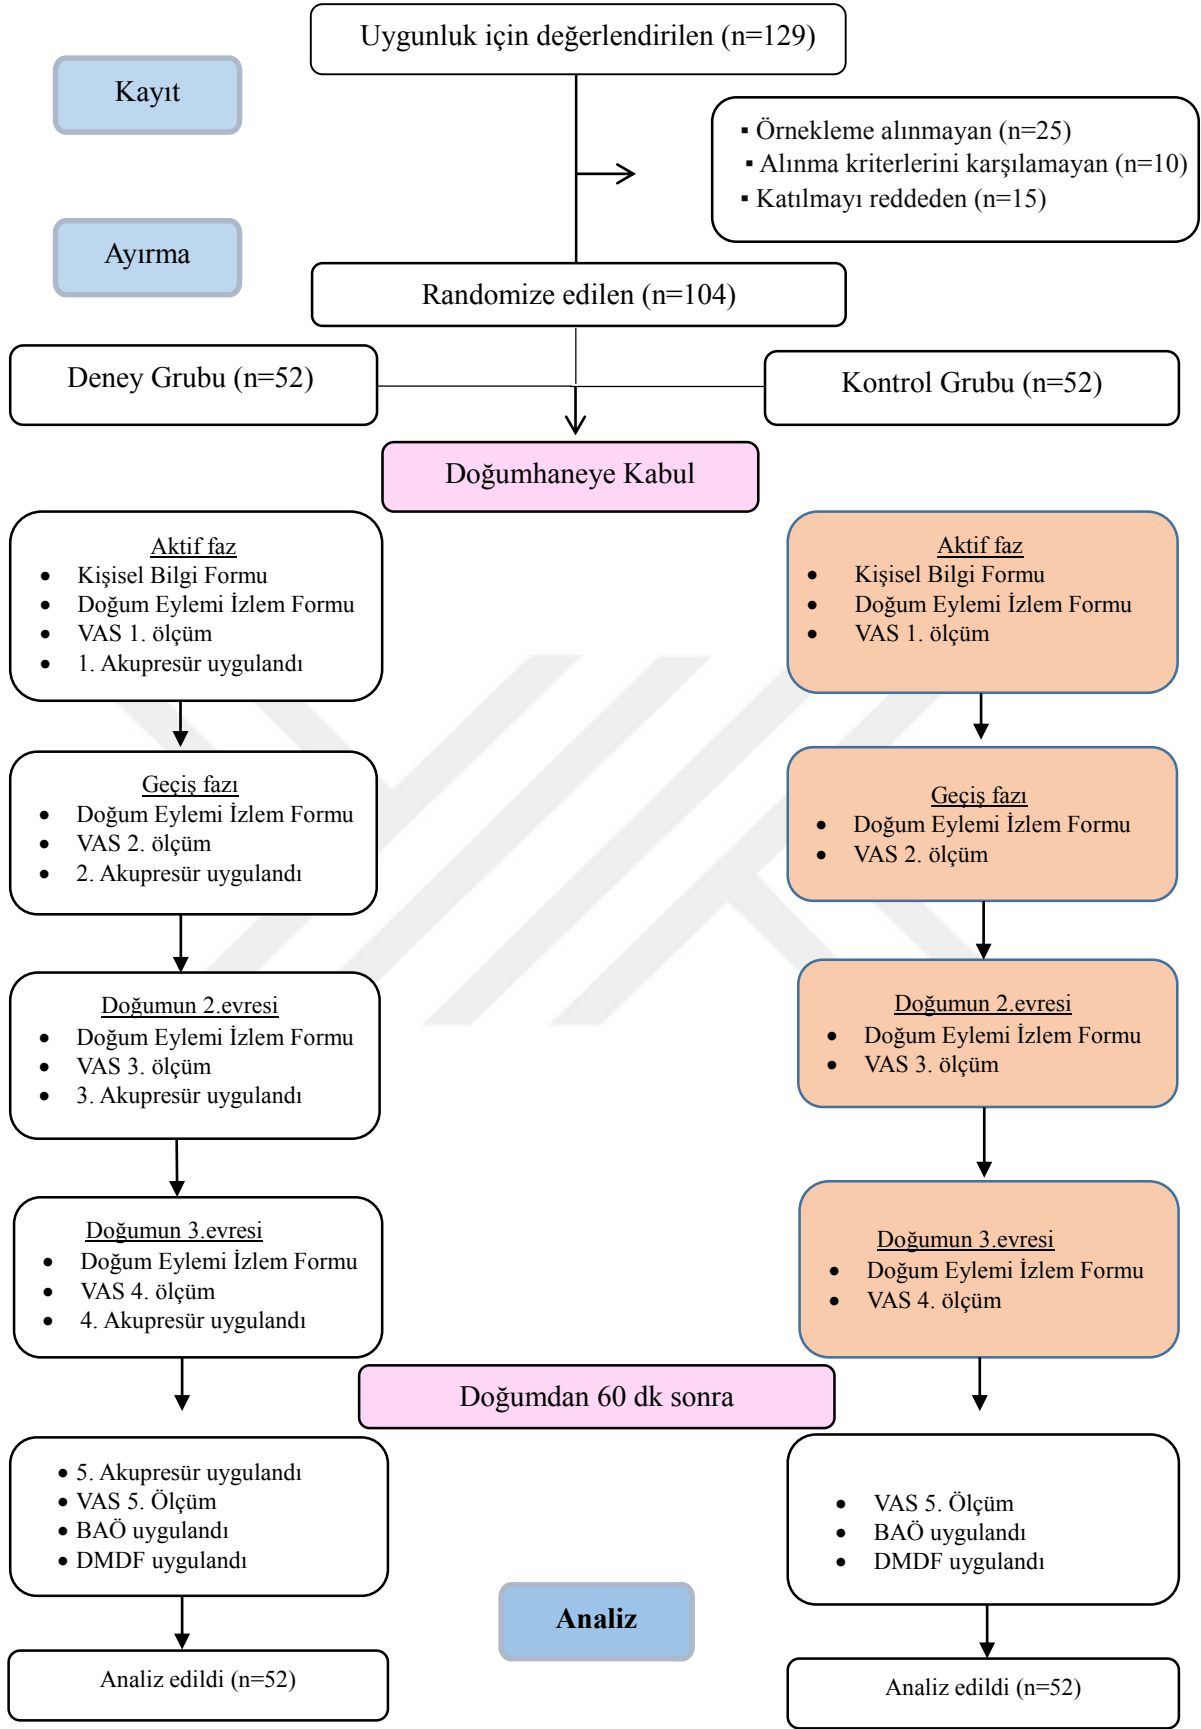 Uygunluk için değerlendirilen (n=129)
Kayıt
▪ Örnekleme alınmayan (n=25)
▪ Alınma kriterlerini karşılamayan (n=10)
▪ Katılmayı reddeden (n=15)
Ayırma
Randomize edilen (n=104)
Deney Grubu (n=52)
Kontrol Grubu (n=52)
Doğumhaneye Kabul
Aktif faz
• Kişisel Bilgi Formu
• Doğum Eylemi İzlem Formu
• VAS 1. ölçüm
• 1. Akupresür uygulandı
Aktif faz
• Kişisel Bilgi Formu
• Doğum Eylemi İzlem Formu
• VAS 1. ölçüm
Geçiş fazı
• Doğum Eylemi İzlem Formu
• VAS 2. ölçüm
• 2. Akupresür uygulandı
Geçiş fazı
• Doğum Eylemi İzlem Formu
• VAS 2. ölçüm
Doğumun 2.evresi
• Doğum Eylemi İzlem Formu
• VAS 3. ölçüm
• 3. Akupresür uygulandı
Doğumun 2.evresi
• Doğum Eylemi İzlem Formu
• VAS 3. ölçüm
Doğumun 3.evresi
• Doğum Eylemi İzlem Formu
• VAS 4. ölçüm
• 4. Akupresür uygulandı
Doğumun 3.evresi
• Doğum Eylemi İzlem Formu
• VAS 4. ölçüm
Doğumdan 60 dk sonra
• 5. Akupresür uygulandı
• VAS 5. Ölçüm
• BAÖ uygulandı
• DMDF uygulandı
• VAS 5. Ölçüm
• BAÖ uygulandı
• DMDF uygulandı
Analiz
Analiz edildi (n=52)
Analiz edildi (n=52)